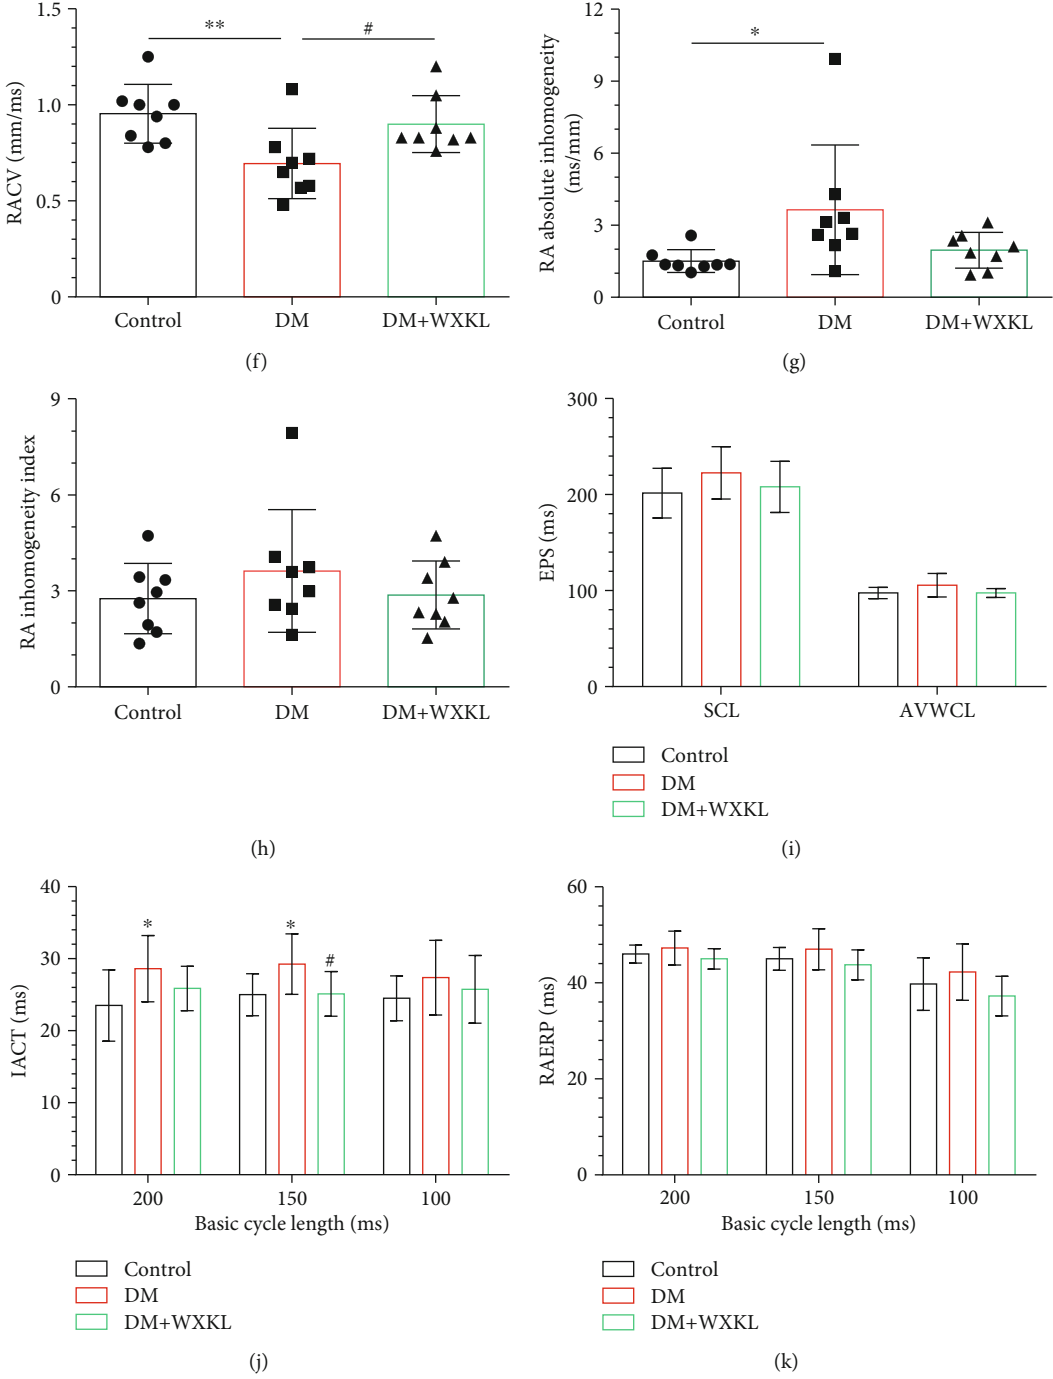 1.5
1.0
0.5
0
RACV (mm/ms)
**
#
Control
DM
DM+WXKL
(f)
12
9
6
3
0
RA absolute inhomogeneity
(ms/mm)
*
Control
DM
DM+WXKL
(g)
9
6
3
0
RA inhomogeneity index
Control
DM
DM+WXKL
(h)
300
200
100
0
EPS (ms)
SCL
AVWCL
Control
DM
DM+WXKL
(i)
40
30
20
10
0
IACT (ms)
*
*
#
200
150
100
Basic cycle length (ms)
Control
DM
DM+WXKL
(j)
60
40
20
0
RAERP (ms)
200
150
100
Basic cycle length (ms)
Control
DM
DM+WXKL
(k)